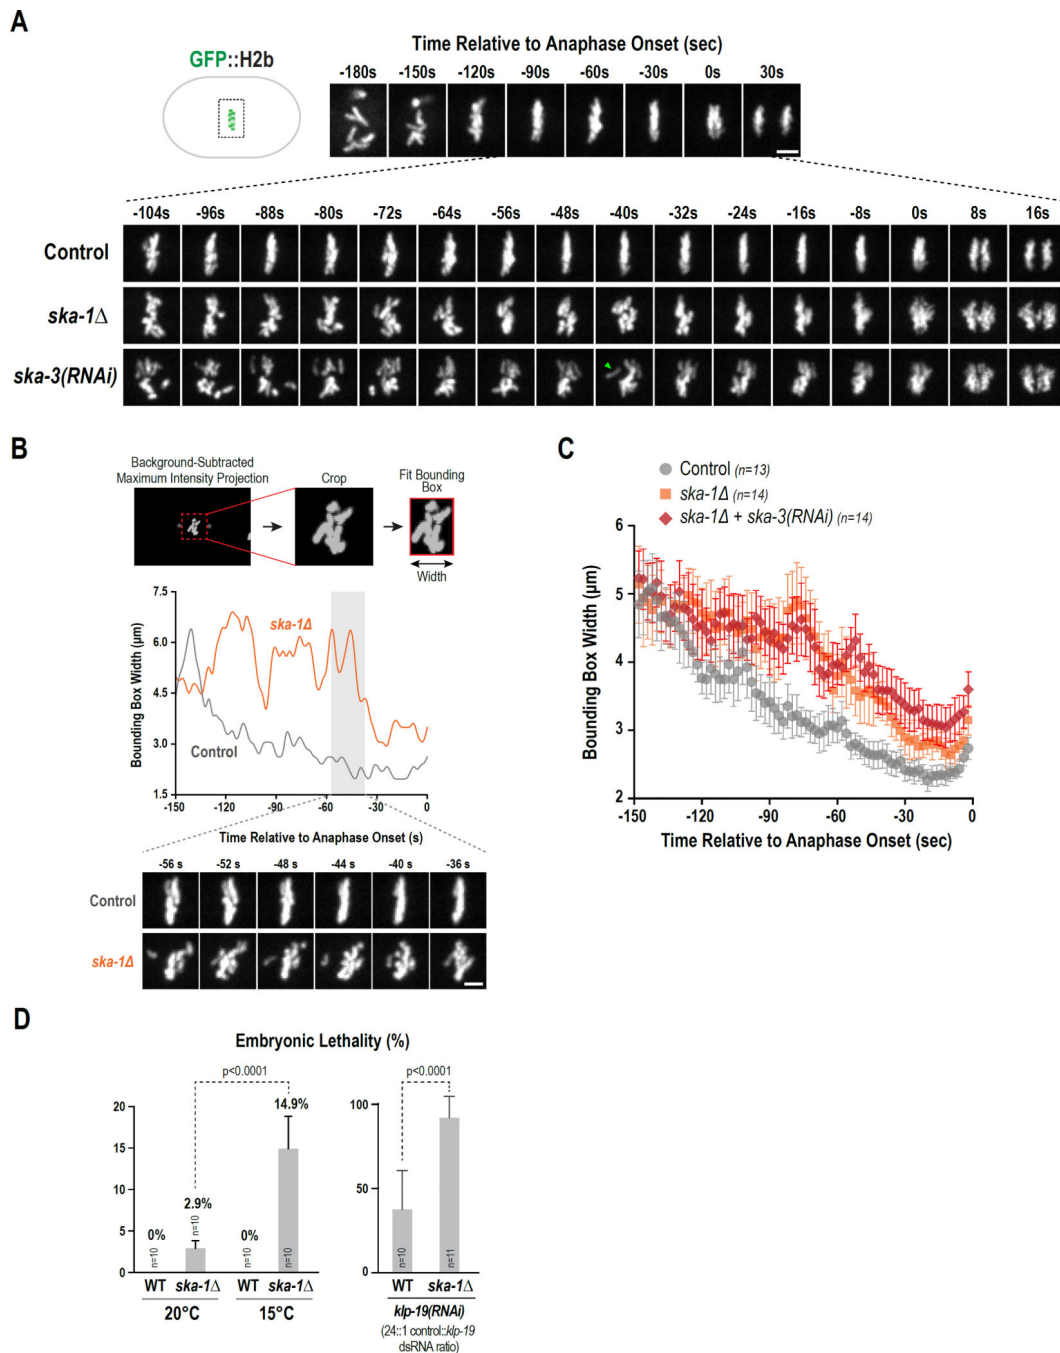 A
Time Relative to Anaphase Onset (sec)
GFP::H2b
-180s -150s -120s -90s -60s -30s 0s 30s
-104s -96s -88s -80s -72s -64s -56s -48s -40s -32s -24s -16s -8s 0s 8s 16s
Control
ska-1Δ
ska-3(RNAi)
B
Background-Subtracted
Maximum Intensity Projection
Crop
Fit Bounding
Box
Width
7.5
6.0
4.5
3.0
1.5
Bounding Box Width (μm)
ska-1Δ
Control
-150 -120 -90 -60 -30 0
Time Relative to Anaphase Onset (s)
-56 s -52 s -48 s -44 s -40 s -36 s
Control
ska-1Δ
C
Control (n=13)
ska-1Δ (n=14)
ska-1Δ + ska-3(RNAi) (n=14)
6
5
4
3
2
Bounding Box Width (μm)
-150 -120 -90 -60 -30 0
Time Relative to Anaphase Onset (sec)
D
Embryonic Lethality (%)
p<0.0001
20
15
10
5
0
0%
2.9%
0%
14.9%
n=10
n=10
n=10
n=10
WT ska-1Δ WT ska-1Δ
20°C 15°C
p<0.0001
100
50
0
n=10
n=11
WT ska-1Δ
klp-19(RNAi)
(24::1 control::klp-19
dsRNA ratio)